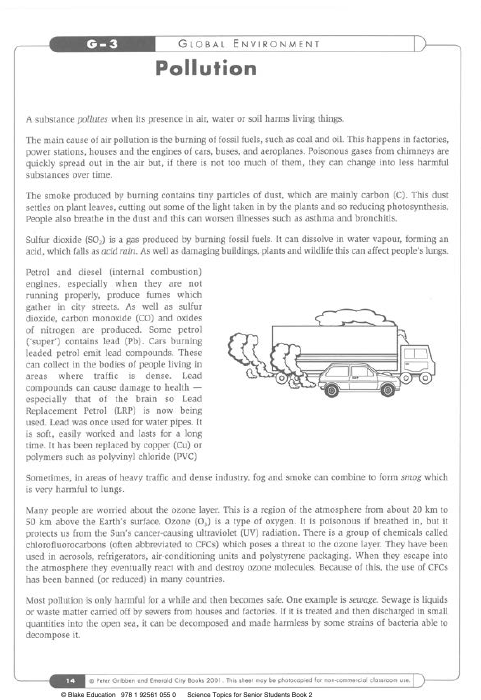 G-3
GLOBAL ENVIRONMENT
Pollution
A substance pollutes when its presence in air, water or soil harms living things.
The main cause of air pollution is the burning of fossil fuels, such as coal and oil. This happens in factories,
power stations, houses and the engines of cars, buses, and aeroplanes. Poisonous gases from chimneys are
quickly spread out in the air but, if there is not too much of them, they can change into less harmful
substances over time.
The smoke produced by burning contains tiny particles of dust, which are mainly carbon (C). This dust
settles on plant leaves, cutting out some of the light taken in by the plants and so reducing photosynthesis.
People also breathe in the dust and this can worsen illnesses such as asthma and bronchitis.
Sulfur dioxide (SO₂) is a gas produced by burning fossil fuels. It can dissolve in water vapour, forming an
acid, which falls as acid rain. As well as damaging buildings, plants and wildlife this can affect people's lungs.
Petrol and diesel (internal combustion)
engines, especially when they are not
running properly, produce fumes which
gather in city streets. As well as sulfur
dioxide, carbon monoxide (CO) and oxides
of nitrogen are produced. Some petrol
('super') contains lead (Pb). Cars burning
leaded petrol emit lead compounds. These
can collect in the bodies of people living in
areas where traffic is dense. Lead
compounds can cause damage to health —
especially that of the brain so Lead
Replacement Petrol (LRP) is now being
used. Lead was once used for water pipes. It
is soft, easily worked and lasts for a long
time. It has been replaced by copper (Cu) or
polymers such as polyvinyl chloride (PVC)
Sometimes, in areas of heavy traffic and dense industry, fog and smoke can combine to form smog which
is very harmful to lungs.
Many people are worried about the ozone layer. This is a region of the atmosphere from about 20 km to
50 km above the Earth's surface. Ozone (O₃) is a type of oxygen. It is poisonous if breathed in, but it
protects us from the Sun's cancer-causing ultraviolet (UV) radiation. There is a group of chemicals called
chlorofluorocarbons (often abbreviated to CFCs) which poses a threat to the ozone layer. They have been
used in aerosols, refrigerators, air-conditioning units and polystyrene packaging. When they escape into
the atmosphere they eventually react with and destroy ozone molecules. Because of this, the use of CFCs
has been banned (or reduced) in many countries.
Most pollution is only harmful for a while and then becomes safe. One example is sewage. Sewage is liquids
or waste matter carried off by sewers from houses and factories. If it is treated and then discharged in small
quantities into the open sea, it can be decomposed and made harmless by some strains of bacteria able to
decompose it.
14 © Peter Gribben and Emerald City Books 2001. This sheet may be photocopied for non-commercial classroom use.
© Blake Education 978 1 92561 055 0 Science Topics for Senior Students Book 2